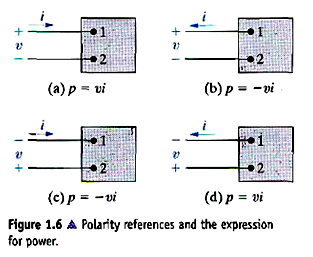 i i
+ 1 + 1
v v
− 2 − 2
(a) p = vi (b) p = −vi
i i
− 1 − 1
v v
+ 2 + 2
(c) p = −vi (d) p = vi
Figure 1.6 ▲ Polarity references and the expression
for power.